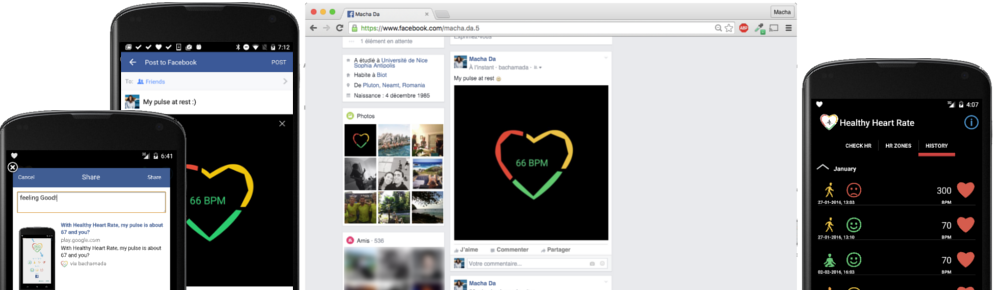 7:12
Post to Facebook
POST
To:
Friends
My pulse at rest :)
66 BPM
6:41
Cancel
Share
Share
feeling Good!
With Healthy Heart Rate, my pulse is about
67 and you?
play.google.com
With Healthy Heart Rate, my pulse is about
67 and you?
via bachamada
Macha Da
Macha
https://www.facebook.com/macha.da.5
1 élément en attente
A étudié à Université de Nice
Sophia Antipolis
Habite à Biot
De Pluton, Neamt, Romania
Naissance : 4 décembre 1985
Photos
Amis · 536
Exprimez-vous
Macha Da
À l'instant · bachamada ·
My pulse at rest
66 BPM
J'aime
Commenter
Partager
Votre commentaire...
Macha Da
4:07
Healthy Heart Rate
CHECK HR
HR ZONES
HISTORY
January
300
27-01-2016, 13:03
BPM
70
27-01-2016, 13:10
BPM
70
02-02-2016, 16:03
BPM